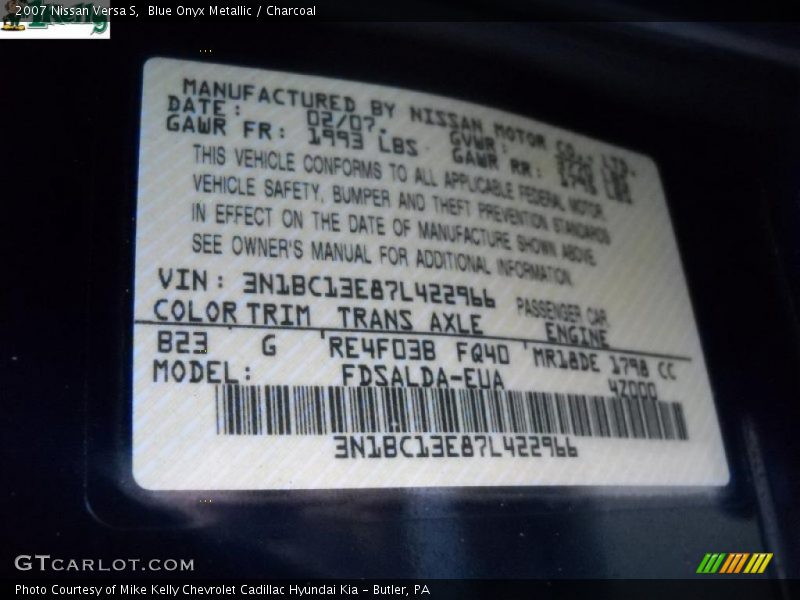 2007 Nissan Versa S,  Blue Onyx Metallic / Charcoal
MANUFACTURED BY NISSAN MOTOR CO., LTD.
DATE: 02/07. GVWR:
GAWR FR: 1993 LBS GAWR RR: 1745 LBS
THIS VEHICLE CONFORMS TO ALL APPLICABLE FEDERAL MOTOR
VEHICLE SAFETY, BUMPER AND THEFT PREVENTION STANDARDS
IN EFFECT ON THE DATE OF MANUFACTURE SHOWN ABOVE
SEE OWNER'S MANUAL FOR ADDITIONAL INFORMATION
VIN: 3N1BC13E87L422966 PASSENGER CAR
COLOR TRIM TRANS AXLE ENGINE
B23 G RE4F03B FQ40 MR18DE 1798 CC
MODEL: FDSALDA-EUA 4Z000
3N1BC13E87L422966
GTCARLOT.COM
Photo Courtesy of Mike Kelly Chevrolet Cadillac Hyundai Kia – Butler, PA